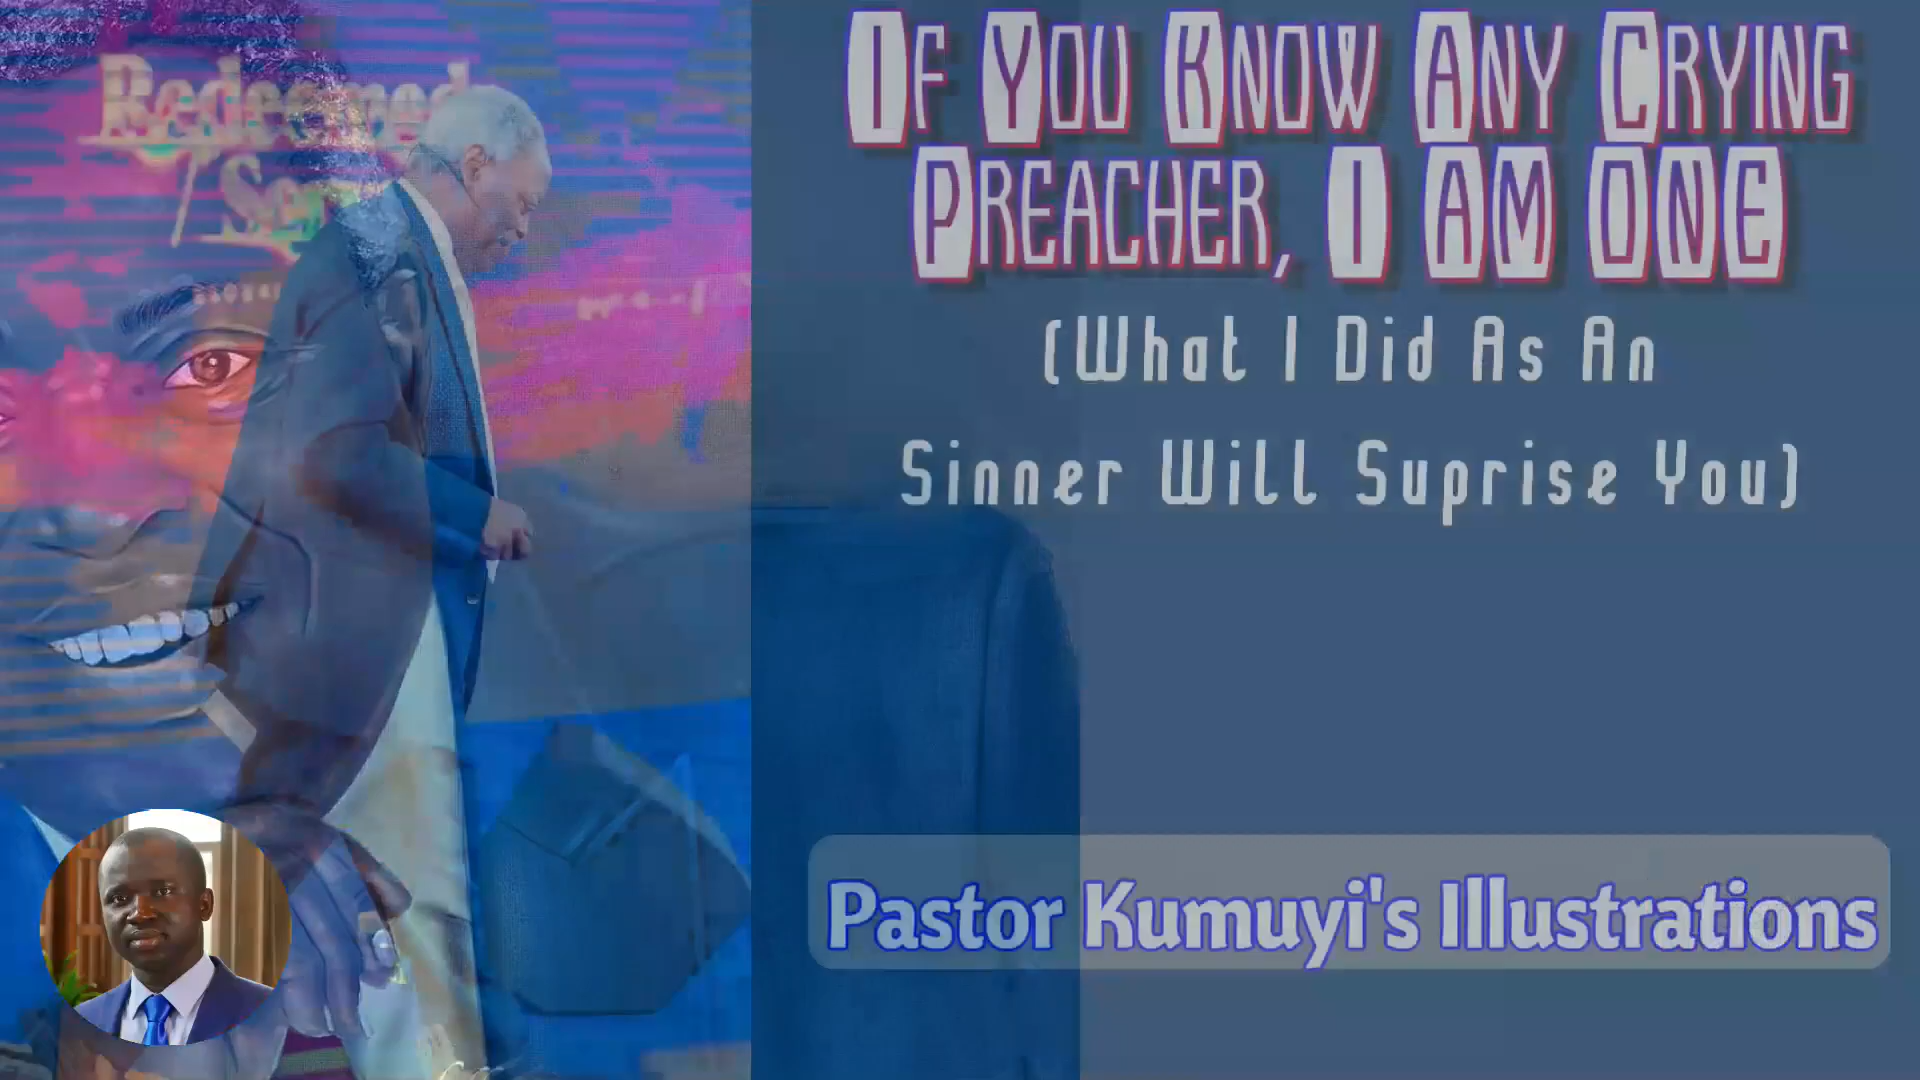 Redeemed
If You Know Any Crying
Preacher, I AM ONE
(What I Did As An
Sinner Will Suprise You)
Pastor Kumuyi's Illustrations